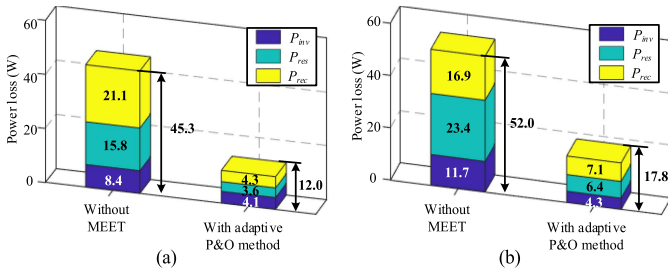 60
40
20
0
Power loss (W)
P_inv
P_res
P_rec
21.1
15.8
8.4
45.3
4.3
3.6
4.1
12.0
Without
MEET
With adaptive
P&O method
(a)
60
40
20
0
Power loss (W)
P_inv
P_res
P_rec
16.9
23.4
11.7
52.0
7.1
6.4
4.3
17.8
Without
MEET
With adaptive
P&O method
(b)